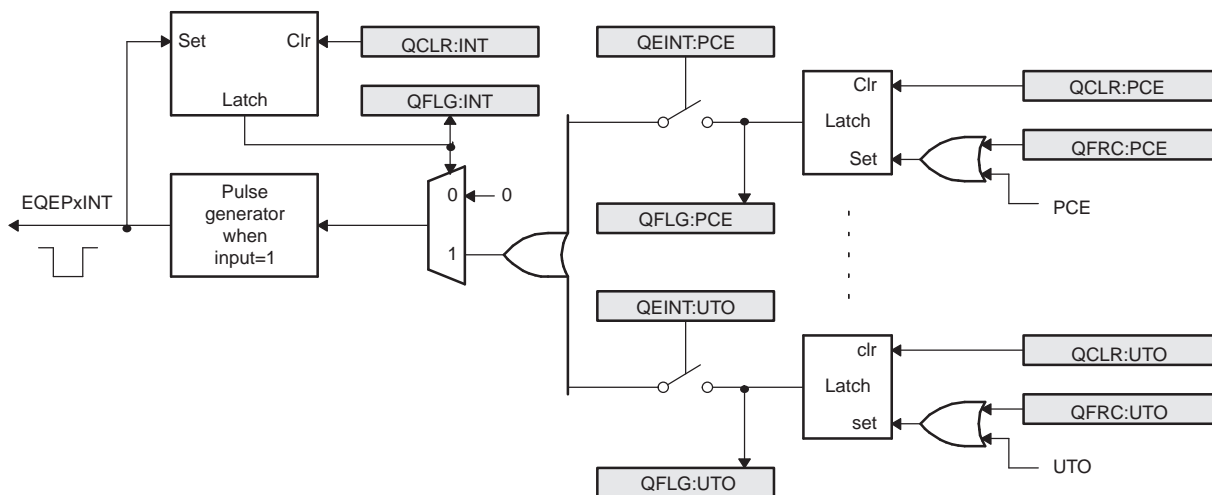 Set
Clr
Latch
QCLR:INT
QFLG:INT
EQEPxINT
Pulse
generator
when
input=1
0
0
1
QEINT:PCE
QFLG:PCE
Clr
Latch
Set
QCLR:PCE
QFRC:PCE
PCE
QEINT:UTO
QFLG:UTO
clr
Latch
set
QCLR:UTO
QFRC:UTO
UTO